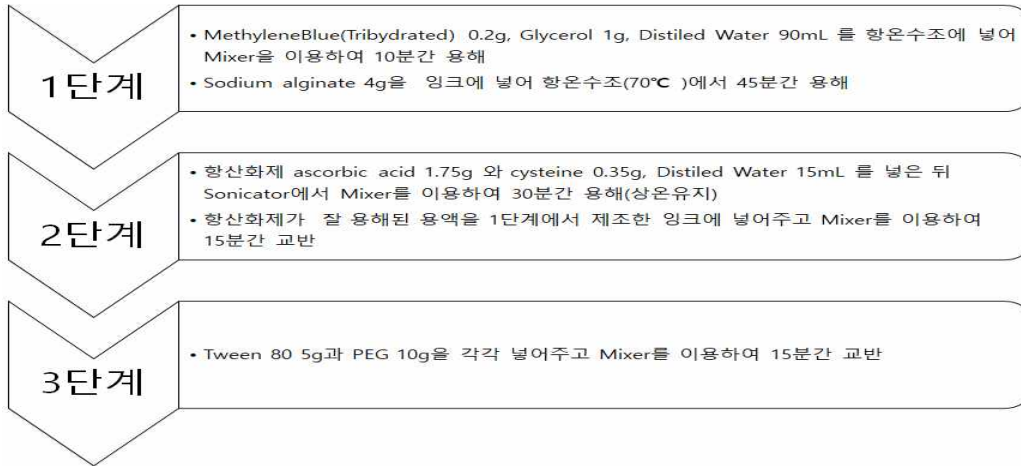 1단계
• MethyleneBlue(Tribydrated) 0.2g, Glycerol 1g, Distiled Water 90mL 를 항온수조에 넣어
Mixer을 이용하여 10분간 용해
• Sodium alginate 4g을 잉크에 넣어 항온수조(70℃ )에서 45분간 용해
2단계
• 항산화제 ascorbic acid 1.75g 와 cysteine 0.35g, Distiled Water 15mL 를 넣은 뒤
Sonicator에서 Mixer를 이용하여 30분간 용해(상온유지)
• 항산화제가 잘 용해된 용액을 1단계에서 제조한 잉크에 넣어주고 Mixer를 이용하여
15분간 교반
3단계
• Tween 80 5g과 PEG 10g을 각각 넣어주고 Mixer를 이용하여 15분간 교반